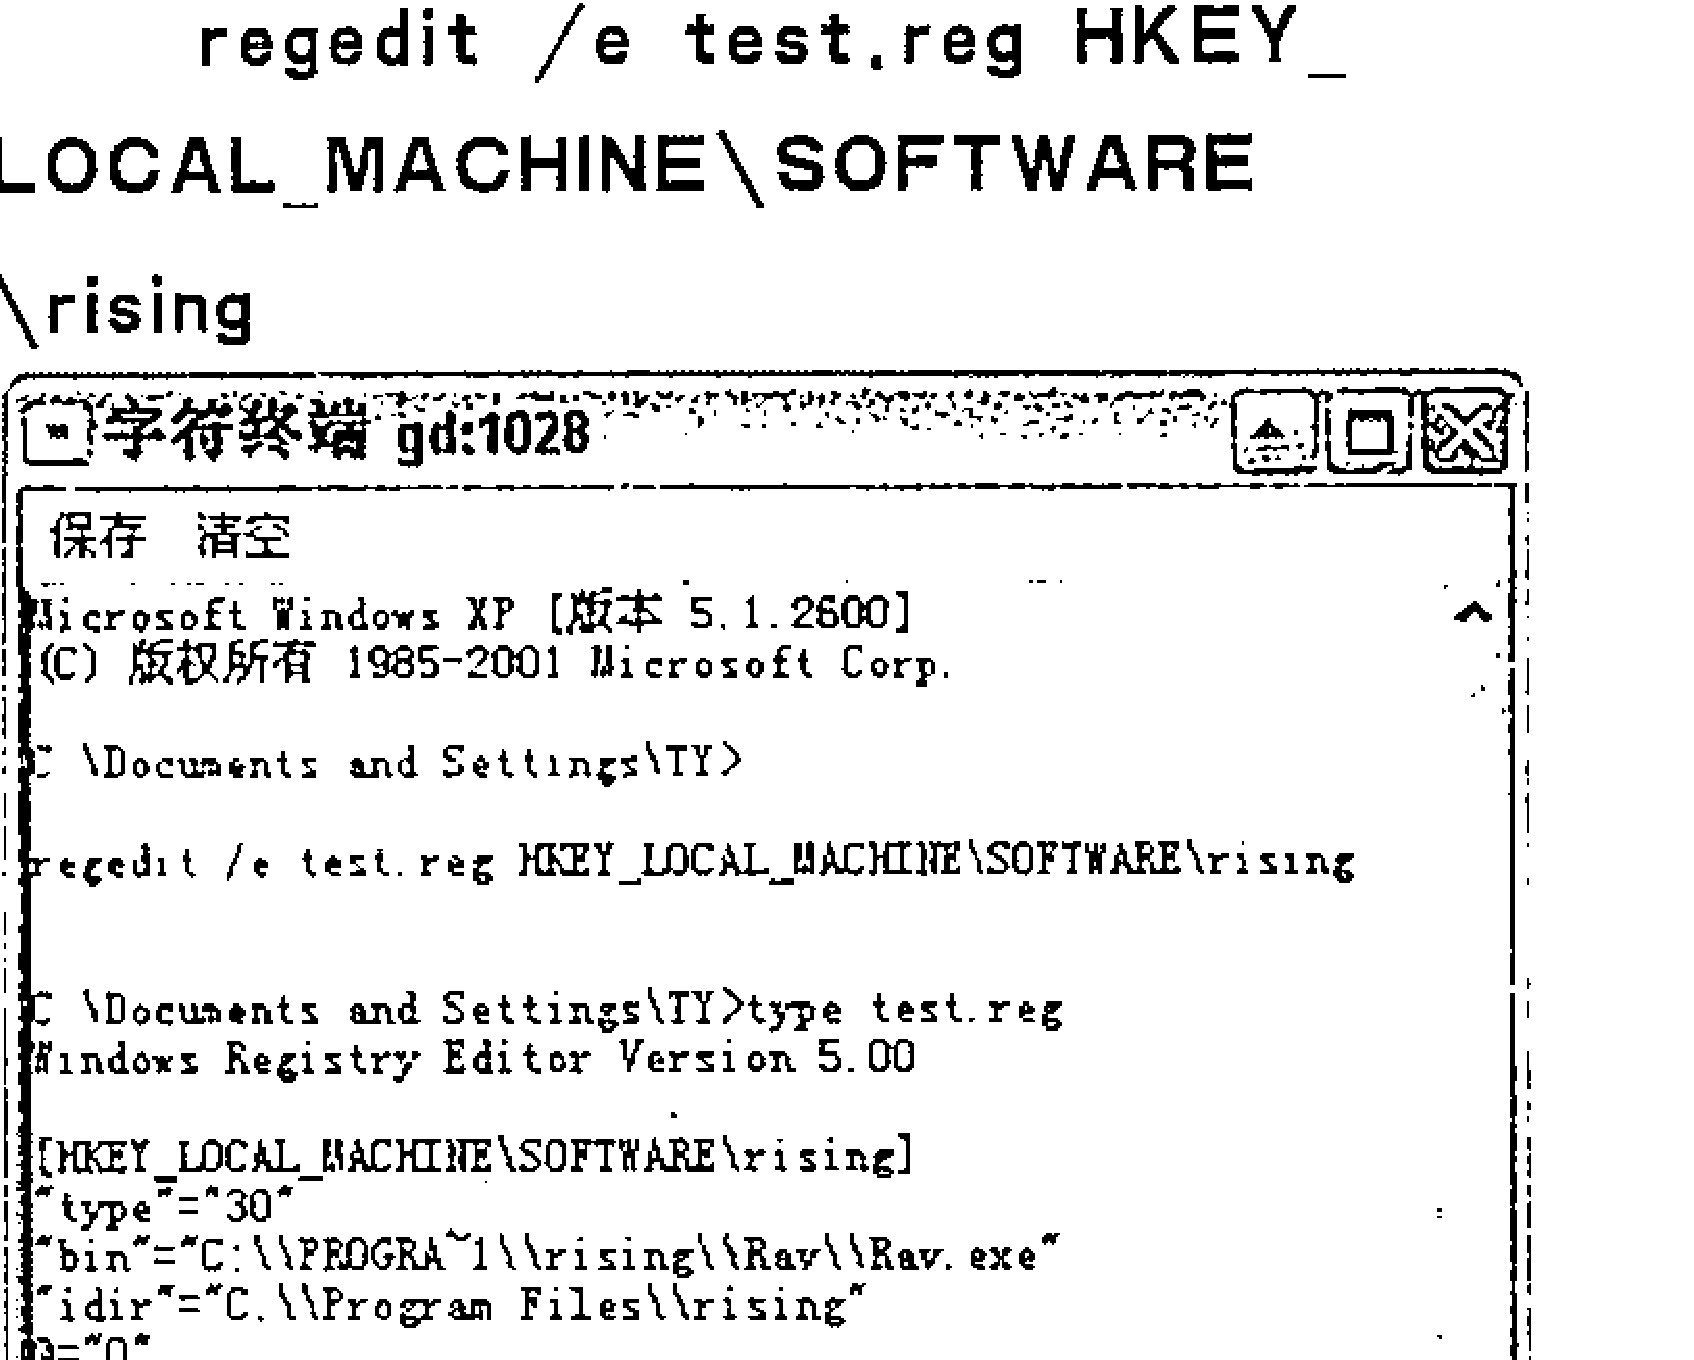 regedit /e test.reg HKEY_
LOCAL_MACHINE\SOFTWARE
\rising
字符终端 gd:1028
保存 清空
Microsoft Windows XP [版本 5.1.2600]
(C) 版权所有 1985-2001 Microsoft Corp.
C \Documents and Settings\TY>
regedit /e test.reg HKEY_LOCAL_MACHINE\SOFTWARE\rising
C \Documents and Settings\TY>type test.reg
Windows Registry Editor Version 5.00
[HKEY_LOCAL_MACHINE\SOFTWARE\rising]
"type"="30"
"bin"="C:\\PROGRA~1\\rising\\Rav\\Rav.exe"
"idir"="C.\\Program Files\\rising"
@="0"